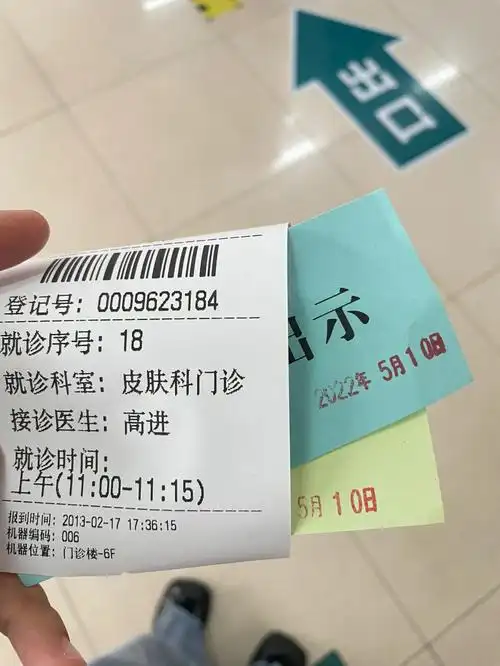 出口
登记号: 0009623184
就诊序号: 18
就诊科室: 皮肤科门诊
接诊医生: 高进
就诊时间:
上午(11:00-11:15)
报到时间: 2013-02-17 17:36:15
机器编码: 006
机器位置: 门诊楼-6F
出示
2022年 5月10日
5月10日